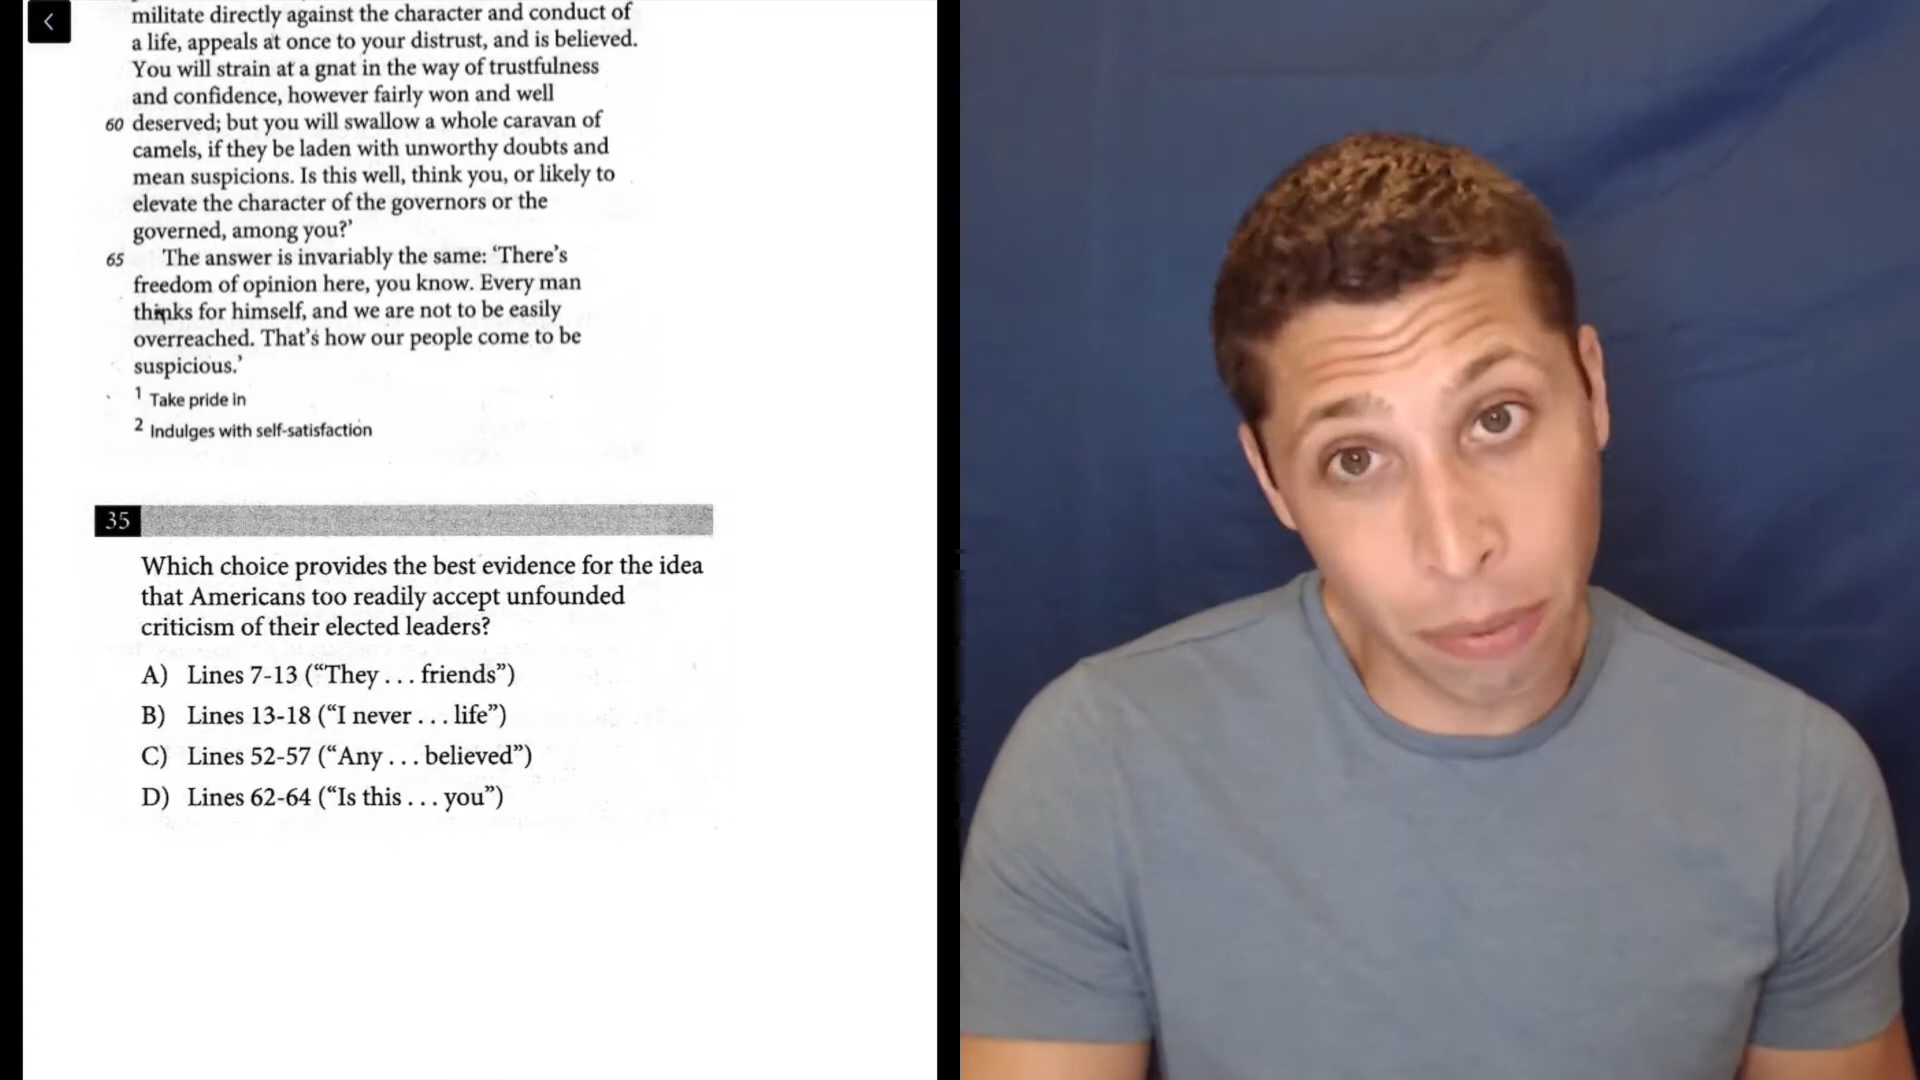 militate directly against the character and conduct of
a life, appeals at once to your distrust, and is believed.
You will strain at a gnat in the way of trustfulness
and confidence, however fairly won and well
60 deserved; but you will swallow a whole caravan of
camels, if they be laden with unworthy doubts and
mean suspicions. Is this well, think you, or likely to
elevate the character of the governors or the
governed, among you?’
65 The answer is invariably the same: ‘There’s
freedom of opinion here, you know. Every man
thinks for himself, and we are not to be easily
overreached. That’s how our people come to be
suspicious.’
1 Take pride in
2 Indulges with self-satisfaction
35
Which choice provides the best evidence for the idea
that Americans too readily accept unfounded
criticism of their elected leaders?
A) Lines 7-13 (“They . . . friends”)
B) Lines 13-18 (“I never . . . life”)
C) Lines 52-57 (“Any . . . believed”)
D) Lines 62-64 (“Is this . . . you”)